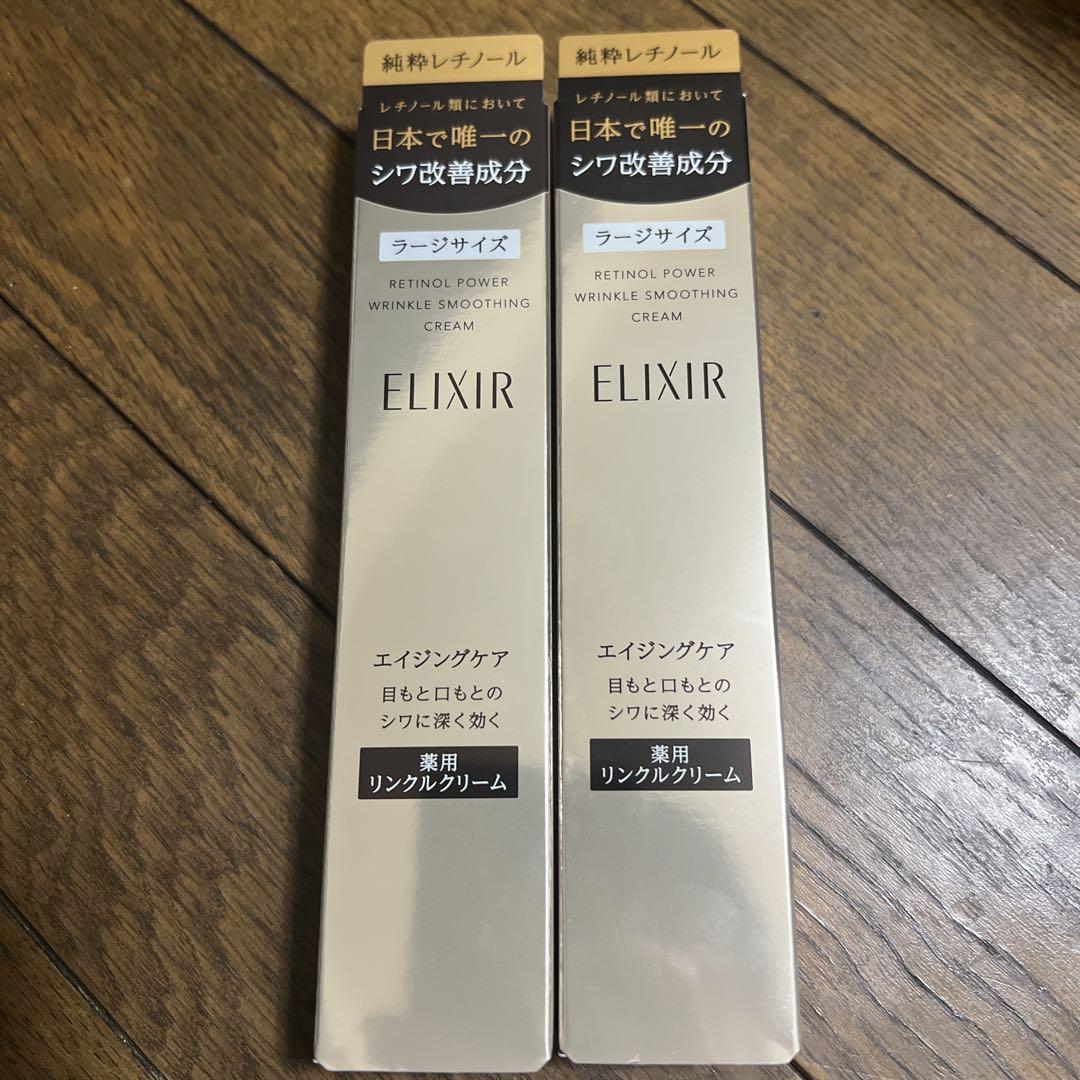 純粋レチノール
レチノール類において
日本で唯一の
シワ改善成分
ラージサイズ
RETINOL POWER
WRINKLE SMOOTHING
CREAM
ELIXIR
エイジングケア
目もと口もとの
シワに深く効く
薬用
リンクルクリーム
純粋レチノール
レチノール類において
日本で唯一の
シワ改善成分
ラージサイズ
RETINOL POWER
WRINKLE SMOOTHING
CREAM
ELIXIR
エイジングケア
目もと口もとの
シワに深く効く
薬用
リンクルクリーム